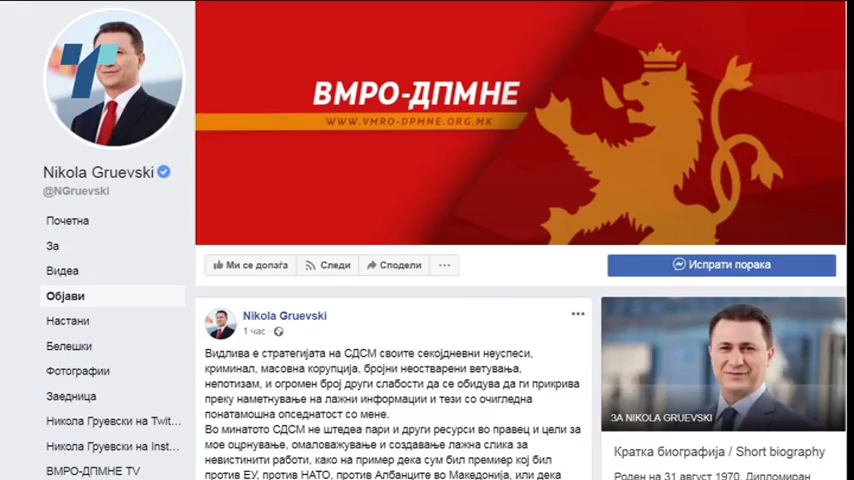 ВМРО-ДПМНЕ
WWW.VMRO-DPMNE.ORG.MK
Nikola Gruevski
@NGruevski
Почетна
За
Видеа
Објави
Настани
Белешки
Фотографии
Заедница
Никола Груевски на Twit...
Никола Груевски на Inst...
ВМРО-ДПМНЕ TV
Ми се допаѓа
Следи
Сподели
Испрати порака
Nikola Gruevski
1 час
Видлива е стратегијата на СДСМ своите секојдневни неуспеси,
криминал, масовна корупција, бројни неостварени ветувања,
непотизам, и огромен број други слабости да се обидува да ги прикрива
преку наметнување на лажни информации и тези со очигледна
понатамошна опседнатост со мене.
Во минатото СДСМ не штедеа пари и други ресурси во правец и цели за
мое оцрнување, омаловажување и создавање лажна слика за
невистинити работи, како на пример дека сум бил премиер кој бил
против ЕУ, против НАТО, против Албанците во Македонија, или дека
ЗА NIKOLA GRUEVSKI
Кратка биографија / Short biography
Роден на 31 август 1970. Дипломиран